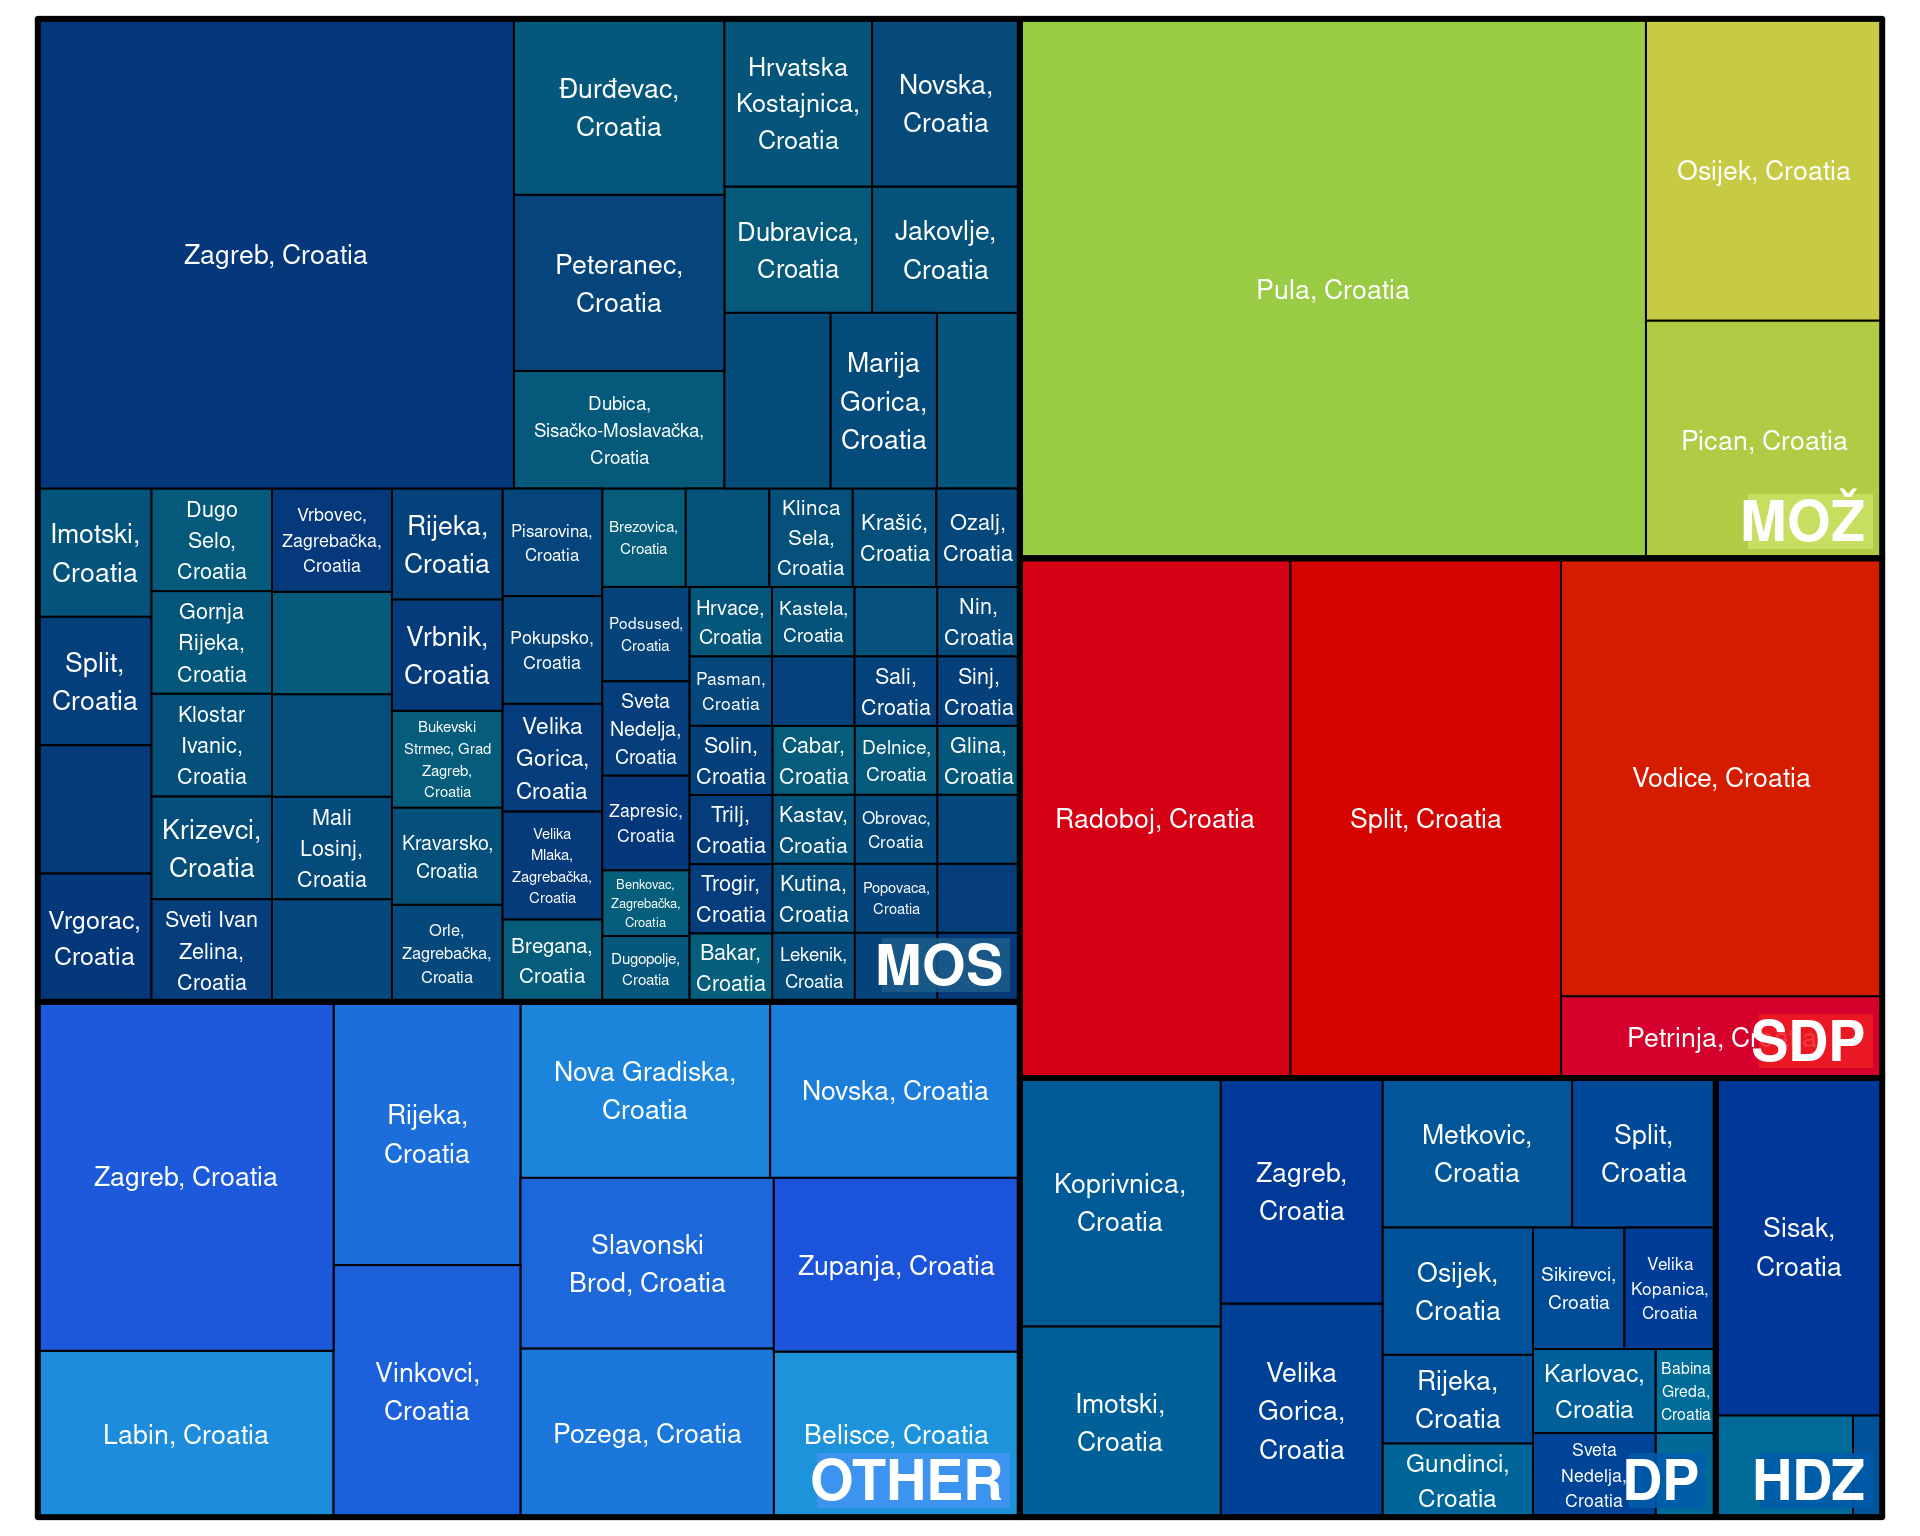 Zagreb, Croatia
Đurđevac,
Croatia
Peteranec,
Croatia
Dubica,
Sisačko-Moslavačka,
Croatia
Hrvatska
Kostajnica,
Croatia
Novska,
Croatia
Dubravica,
Croatia
Jakovlje,
Croatia
Marija
Gorica,
Croatia
Imotski,
Croatia
Split,
Croatia
Vrgorac,
Croatia
Dugo
Selo,
Croatia
Gornja
Rijeka,
Croatia
Klostar
Ivanic,
Croatia
Krizevci,
Croatia
Sveti Ivan
Zelina,
Croatia
Vrbovec,
Zagrebačka,
Croatia
Mali
Losinj,
Croatia
Rijeka,
Croatia
Vrbnik,
Croatia
Bukevski
Strmec, Grad
Zagreb,
Croatia
Kravarsko,
Croatia
Orle,
Zagrebačka,
Croatia
Pisarovina,
Croatia
Pokupsko,
Croatia
Velika
Gorica,
Croatia
Velika
Mlaka,
Zagrebačka,
Croatia
Bregana,
Croatia
Brezovica,
Croatia
Podsused,
Croatia
Sveta
Nedelja,
Croatia
Zapresic,
Croatia
Benkovac,
Zagrebačka,
Croatia
Dugopolje,
Croatia
Klinca
Sela,
Croatia
Krašić,
Croatia
Ozalj,
Croatia
Hrvace,
Croatia
Kastela,
Croatia
Nin,
Croatia
Pasman,
Croatia
Sali,
Croatia
Sinj,
Croatia
Solin,
Croatia
Cabar,
Croatia
Delnice,
Croatia
Glina,
Croatia
Trilj,
Croatia
Kastav,
Croatia
Obrovac,
Croatia
Trogir,
Croatia
Kutina,
Croatia
Popovaca,
Croatia
Bakar,
Croatia
Lekenik,
Croatia
MOS
Pula, Croatia
Osijek, Croatia
Pican, Croatia
MOŽ
Radoboj, Croatia
Split, Croatia
Vodice, Croatia
Petrinja, Croatia
SDP
Zagreb, Croatia
Labin, Croatia
Rijeka,
Croatia
Vinkovci,
Croatia
Nova Gradiska,
Croatia
Novska, Croatia
Slavonski
Brod, Croatia
Zupanja, Croatia
Pozega, Croatia
Belisce, Croatia
OTHER
Koprivnica,
Croatia
Imotski,
Croatia
Zagreb,
Croatia
Velika
Gorica,
Croatia
Metkovic,
Croatia
Split,
Croatia
Osijek,
Croatia
Rijeka,
Croatia
Gundinci,
Croatia
Sikirevci,
Croatia
Velika
Kopanica,
Croatia
Karlovac,
Croatia
Babina
Greda,
Croatia
Sveta
Nedelja,
Croatia
DP
Sisak,
Croatia
HDZ